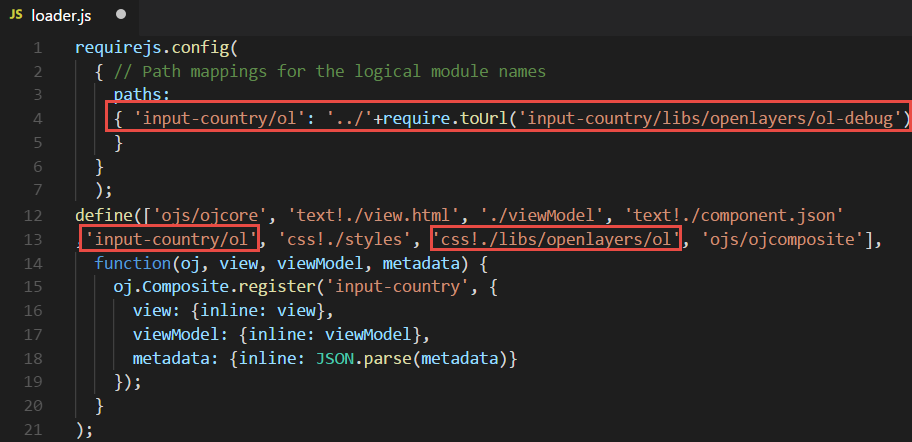 JS loader.js
1 requirejs.config(
2 { // Path mappings for the logical module names
3 paths:
4 { 'input-country/ol': '../'+require.toUrl('input-country/libs/openlayers/ol-debug')
5 }
6 }
7 );
12 define(['ojs/ojcore', 'text!./view.html', './viewModel', 'text!./component.json'
13 ,'input-country/ol', 'css!./styles', 'css!./libs/openlayers/ol', 'ojs/ojcomposite'],
14 function(oj, view, viewModel, metadata) {
15 oj.Composite.register('input-country', {
16 view: {inline: view},
17 viewModel: {inline: viewModel},
18 metadata: {inline: JSON.parse(metadata)}
19 });
20 }
21 );